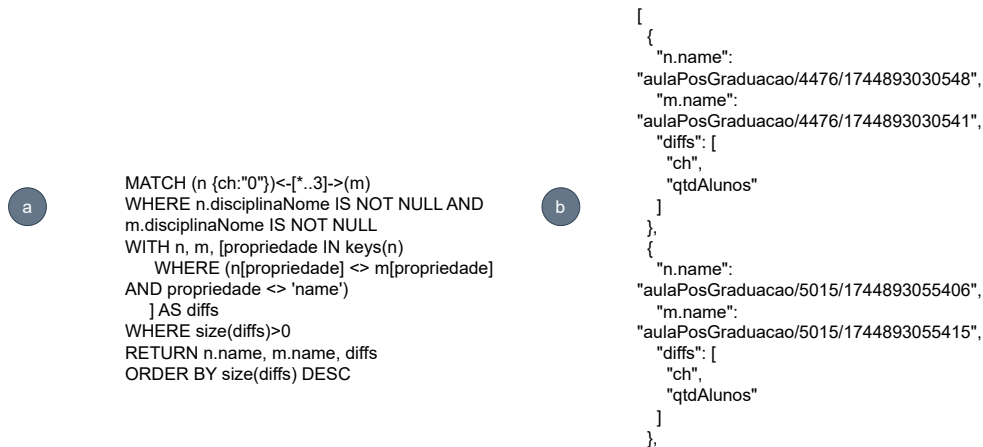 a
MATCH (n {ch:"0"})<-[*..3]->(m)
WHERE n.disciplinaNome IS NOT NULL AND
m.disciplinaNome IS NOT NULL
WITH n, m, [propriedade IN keys(n)
WHERE (n[propriedade] <> m[propriedade]
AND propriedade <> 'name')
] AS diffs
WHERE size(diffs)>0
RETURN n.name, m.name, diffs
ORDER BY size(diffs) DESC
b
[
{
"n.name":
"aulaPosGraduacao/4476/1744893030548",
"m.name":
"aulaPosGraduacao/4476/1744893030541",
"diffs": [
"ch",
"qtdAlunos"
]
},
{
"n.name":
"aulaPosGraduacao/5015/1744893055406",
"m.name":
"aulaPosGraduacao/5015/1744893055415",
"diffs": [
"ch",
"qtdAlunos"
]
},